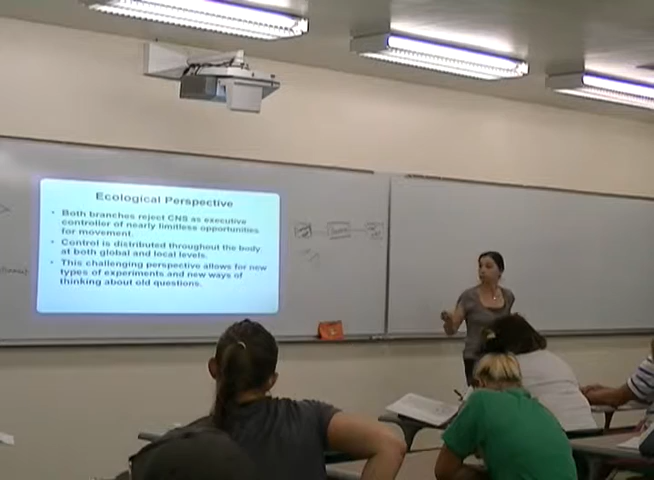 Ecological Perspective
• Both branches reject CNS as executive
controller of nearly limitless opportunities
for movement.
• Control is distributed throughout the body,
at both global and local levels.
• This challenging perspective allows for new
types of experiments and new ways of
thinking about old questions.